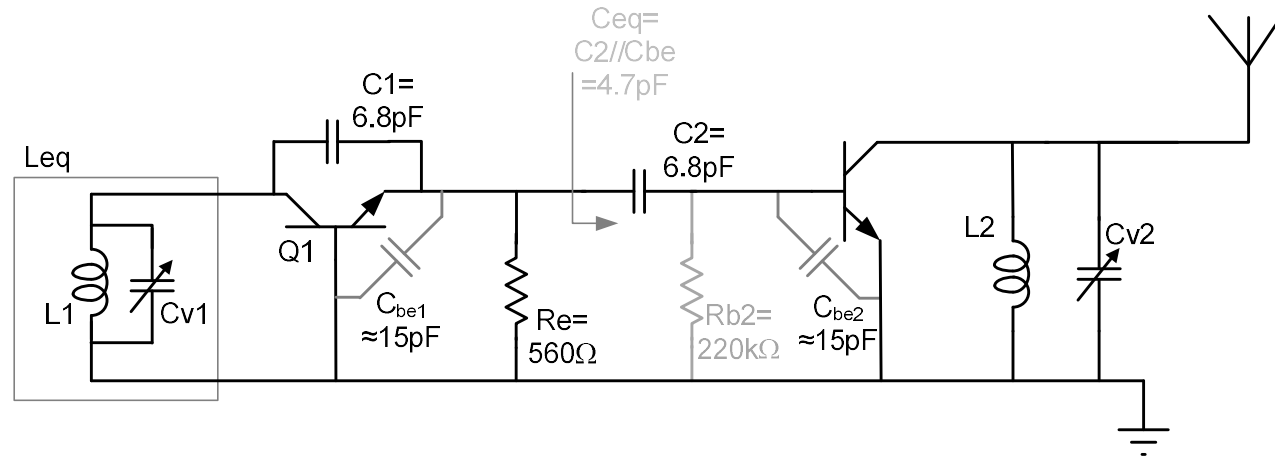 Ceq=
C2//Cbe
=4.7pF
C1=
6.8pF
C2=
6.8pF
Leq
Q1
L2
Cv2
L1
Cv1
Cbe1
≈15pF
Re=
560Ω
Rb2=
220kΩ
Cbe2
≈15pF